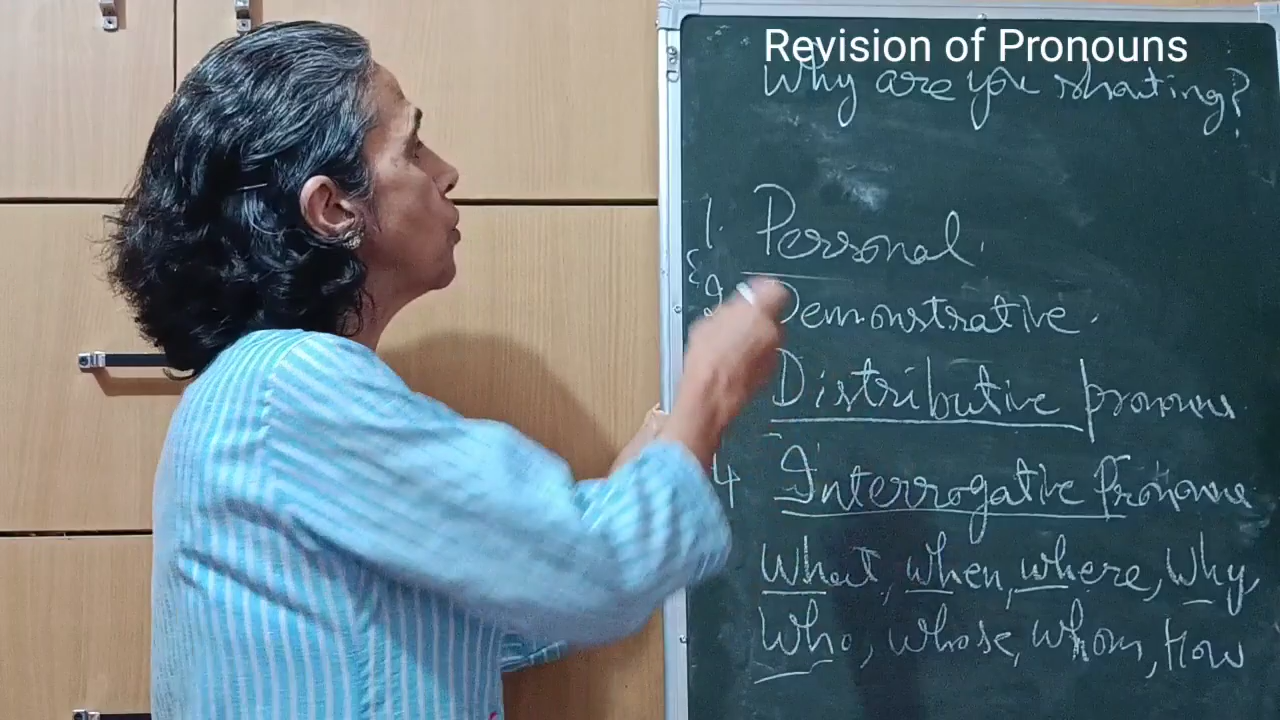 Revision of Pronouns
Why are you shouting?
1. Personal.
2. Demonstrative.
Distributive pronouns
4 Interrogative Pronouns
What, when, where, Why,
Who, whose, whom, How